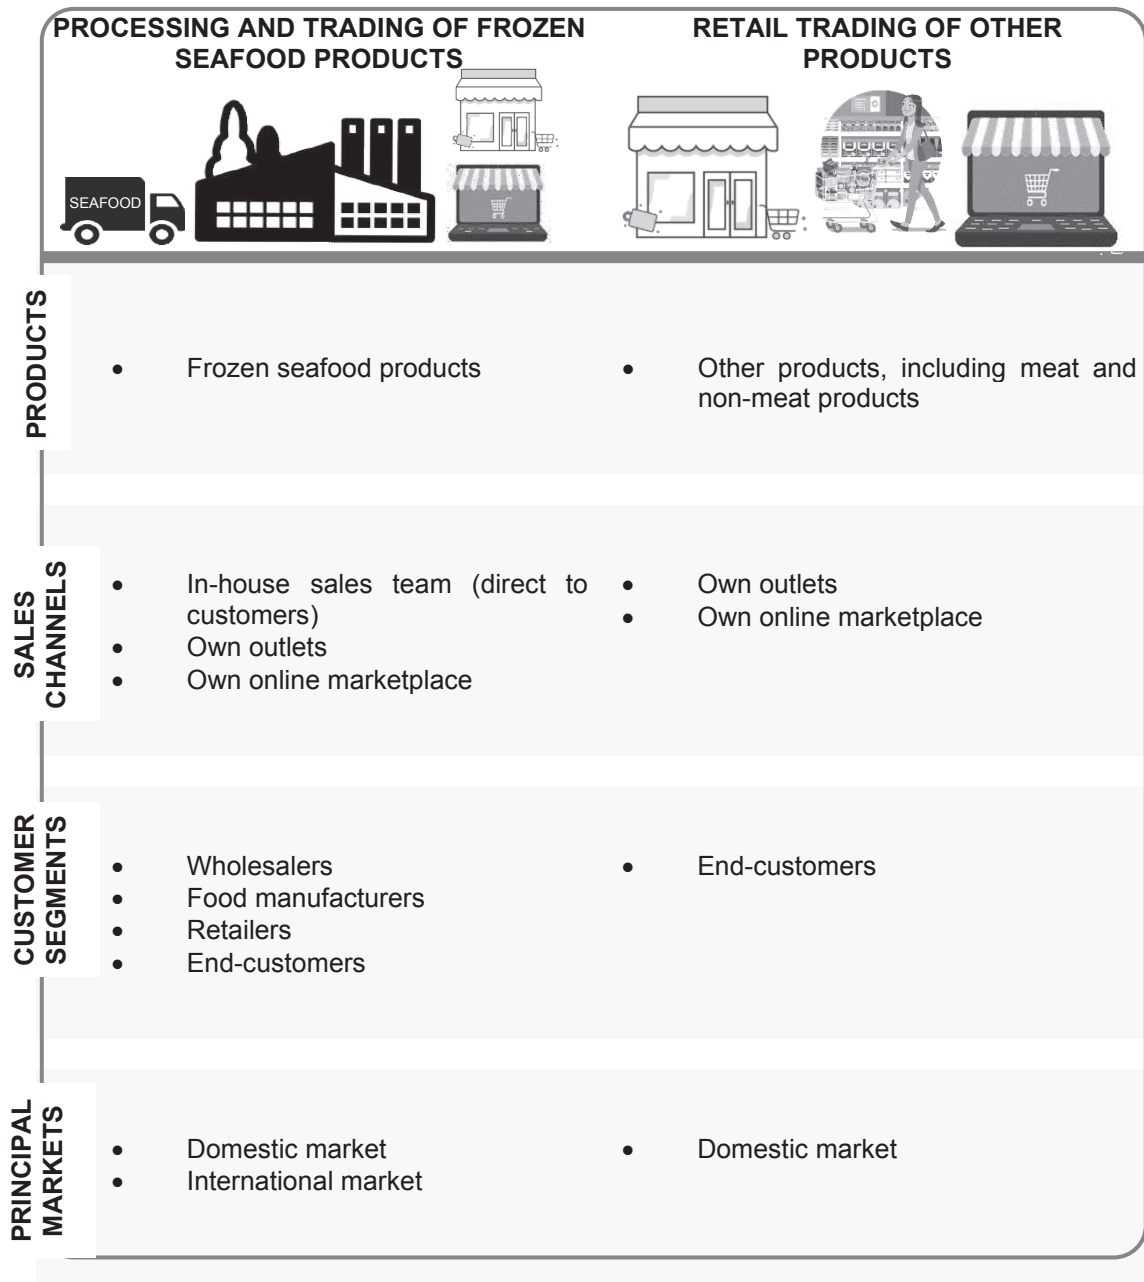 PROCESSING AND TRADING OF FROZEN
SEAFOOD PRODUCTS
RETAIL TRADING OF OTHER
PRODUCTS
SEAFOOD
PRODUCTS
• Frozen seafood products
• Other products, including meat and
non-meat products
SALES
CHANNELS
• In-house sales team (direct to
customers)
• Own outlets
• Own online marketplace
• Own outlets
• Own online marketplace
CUSTOMER
SEGMENTS
• Wholesalers
• Food manufacturers
• Retailers
• End-customers
• End-customers
PRINCIPAL
MARKETS
• Domestic market
• International market
• Domestic market